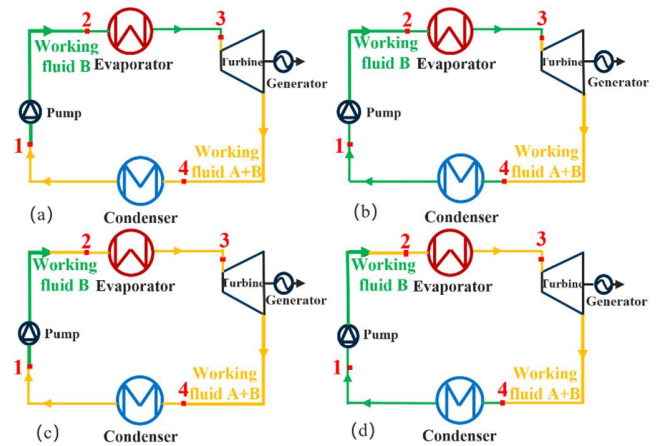 2
3
Working
fluid B
Evaporator
Turbine
Generator
Pump
1
Working
fluid A+B
4
(a)
Condenser
2
3
Working
fluid B
Evaporator
Turbine
Generator
Pump
1
Working
fluid A+B
4
(b)
Condenser
2
3
Working
fluid B
Evaporator
Turbine
Generator
Pump
1
Working
fluid A+B
4
(c)
Condenser
2
3
Working
fluid B
Evaporator
Turbine
Generator
Pump
1
Working
fluid A+B
4
(d)
Condenser